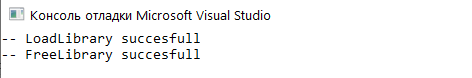 Консоль отладки Microsoft Visual Studio
-- LoadLibrary succesfull
-- FreeLibrary succesfull